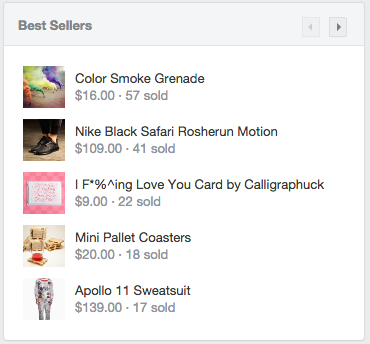 Best Sellers
Color Smoke Grenade
$16.00 · 57 sold
Nike Black Safari Rosherun Motion
$109.00 · 41 sold
I F*%^ing Love You Card by Calligraphuck
$9.00 · 22 sold
Mini Pallet Coasters
$20.00 · 18 sold
Apollo 11 Sweatsuit
$139.00 · 17 sold